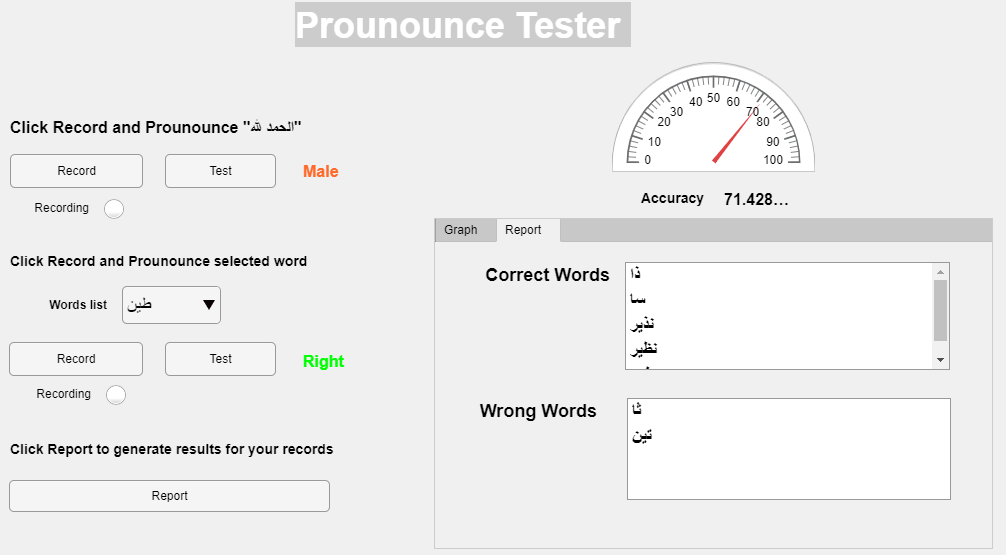 Prounounce Tester
Click Record and Prounounce "الحمد لله"
Record
Test
Male
Recording
Click Record and Prounounce selected word
Words list
طين
Record
Test
Right
Recording
Click Report to generate results for your records
Report
0 10 20 30 40 50 60 70 80 90 100
Accuracy
71.428…
Graph
Report
Correct Words
ذا
سا
نذير
نظير
Wrong Words
ثا
تين